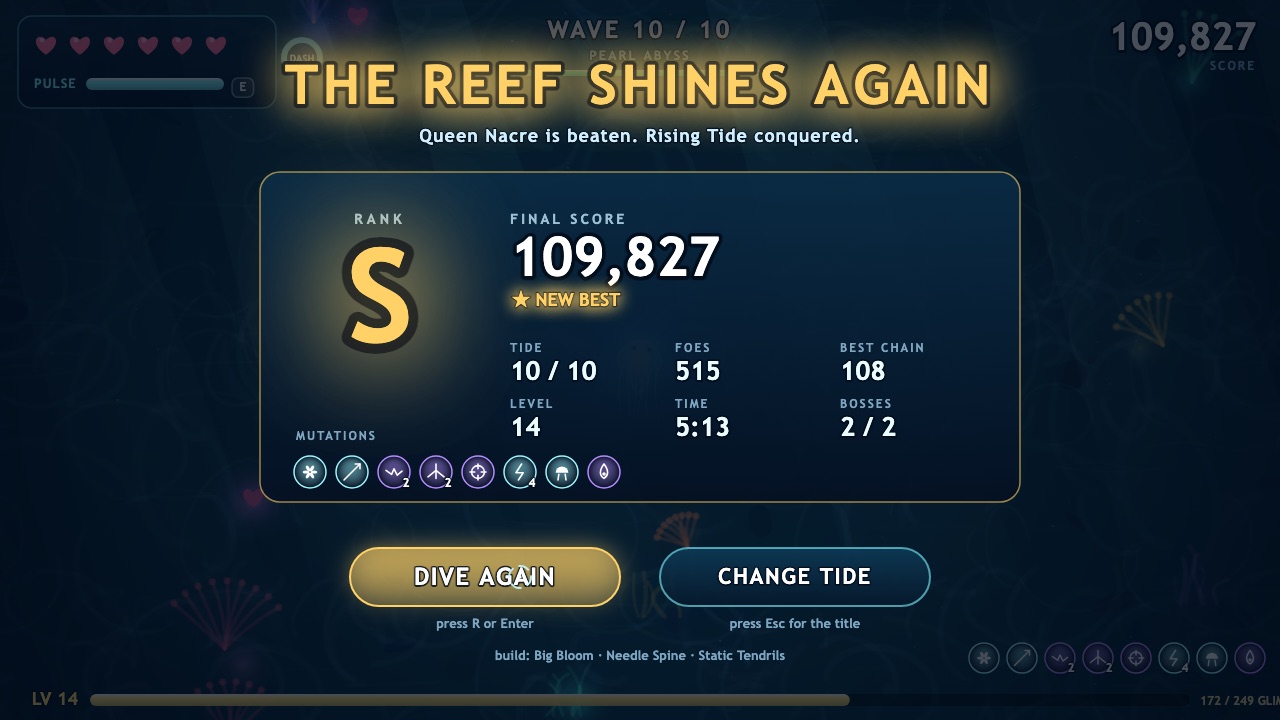 WAVE 10 / 10
109,827
DASH
PEARL ABYSS
SCORE
PULSE
E
THE REEF SHINES AGAIN
Queen Nacre is beaten. Rising Tide conquered.
RANK
S
FINAL SCORE
109,827
★ NEW BEST
TIDE
10 / 10
FOES
515
BEST CHAIN
108
LEVEL
14
TIME
5:13
BOSSES
2 / 2
MUTATIONS
2
2
4
DIVE AGAIN
CHANGE TIDE
press R or Enter
press Esc for the title
build: Big Bloom · Needle Spine · Static Tendrils
2
2
4
LV 14
172 / 249 GLI